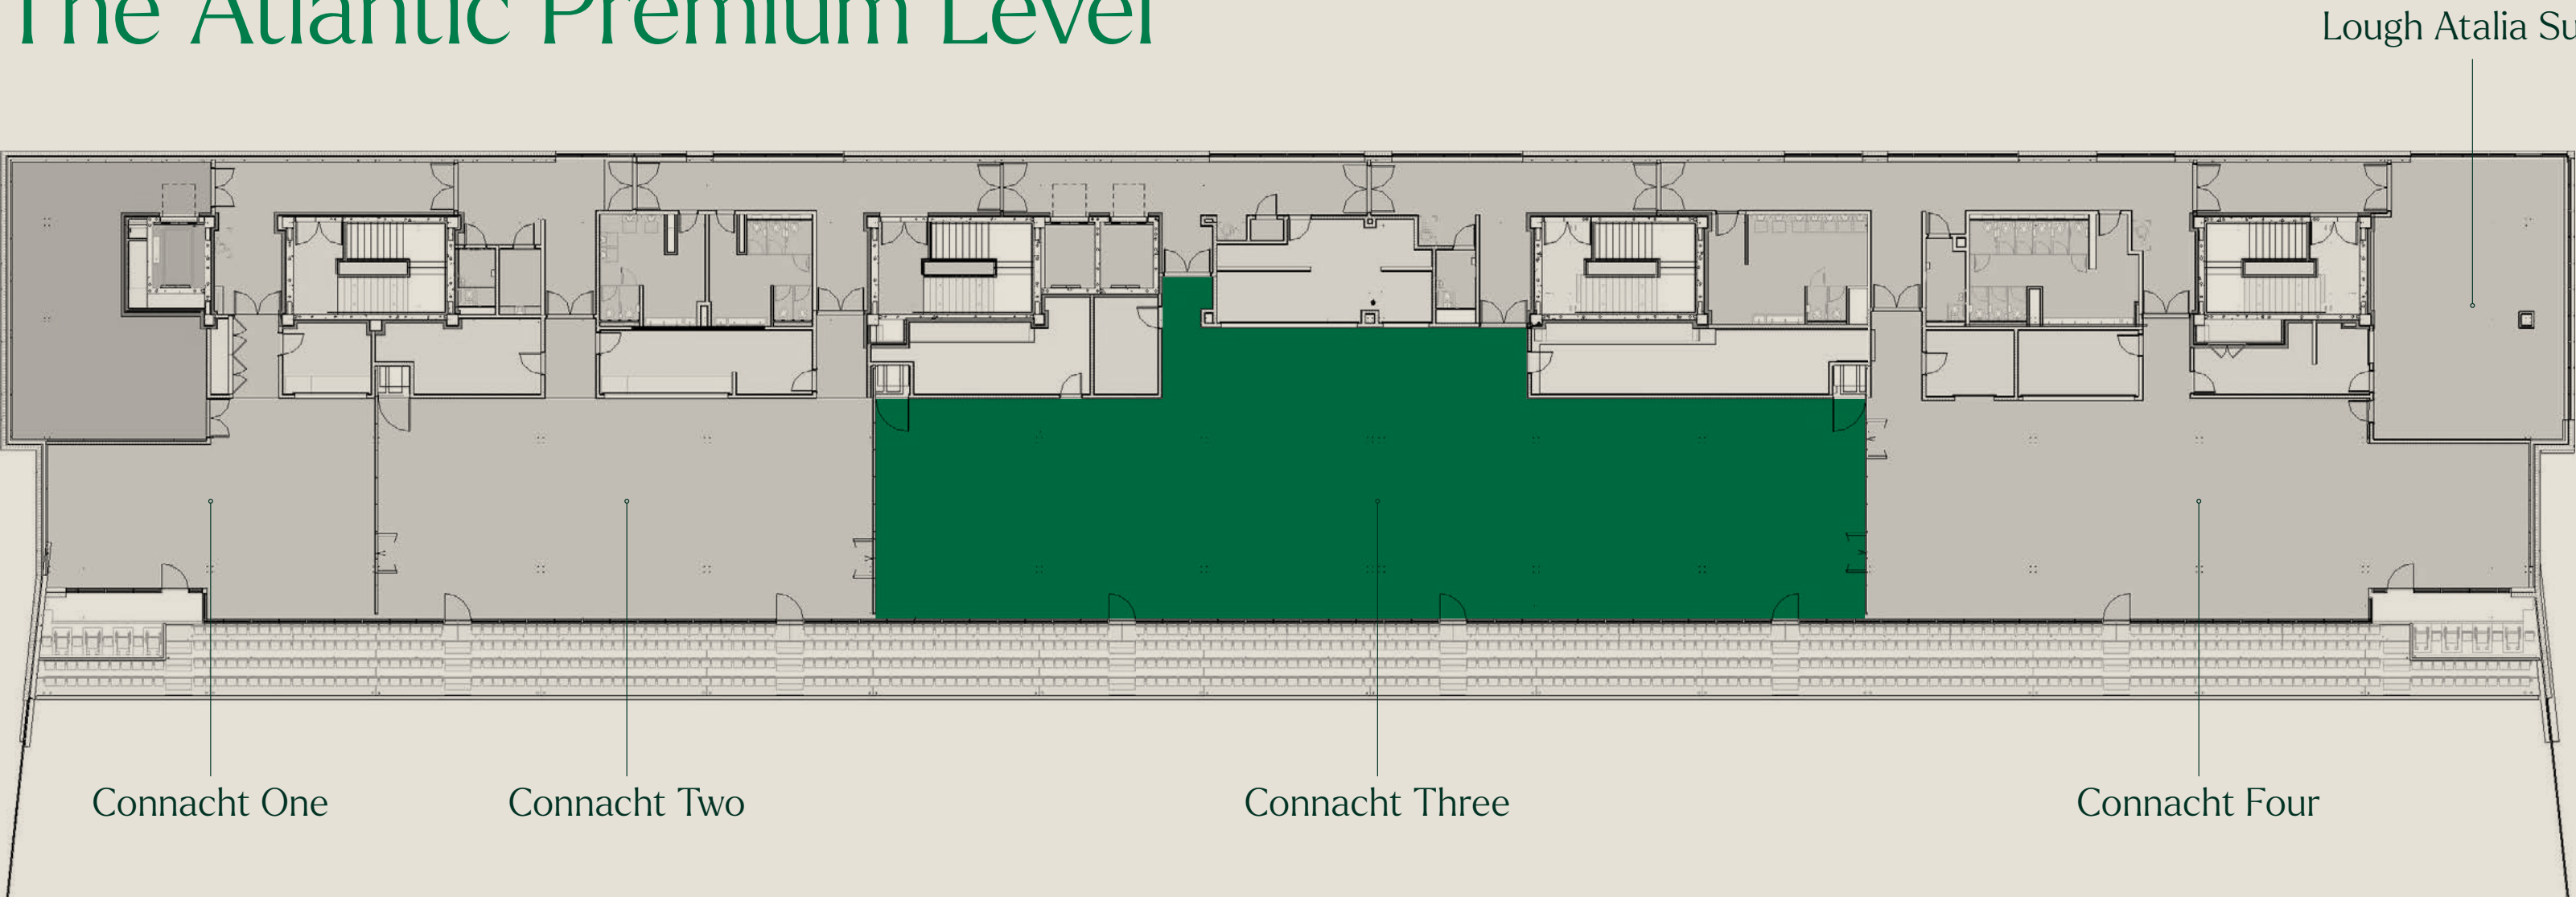 The Atlantic Premium Level
Lough Atalia
Connacht One
Connacht Two
Connacht Three
Connacht Four